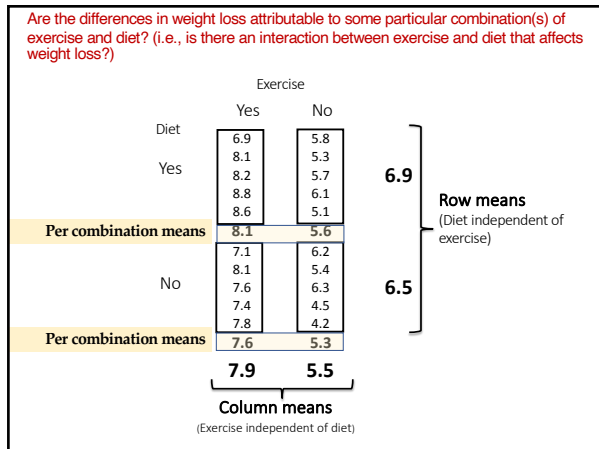 Are the differences in weight loss attributable to some particular combination(s) of
exercise and diet? (i.e., is there an interaction between exercise and diet that affects
weight loss?)
Exercise
Yes No
Diet
Yes
6.9 5.8
8.1 5.3
8.2 5.7
8.8 6.1
8.6 5.1
6.9
Per combination means 8.1 5.6
Row means
(Diet independent of
exercise)
No
7.1 6.2
8.1 5.4
7.6 6.3
7.4 4.5
7.8 4.2
6.5
Per combination means 7.6 5.3
7.9 5.5
Column means
(Exercise independent of diet)